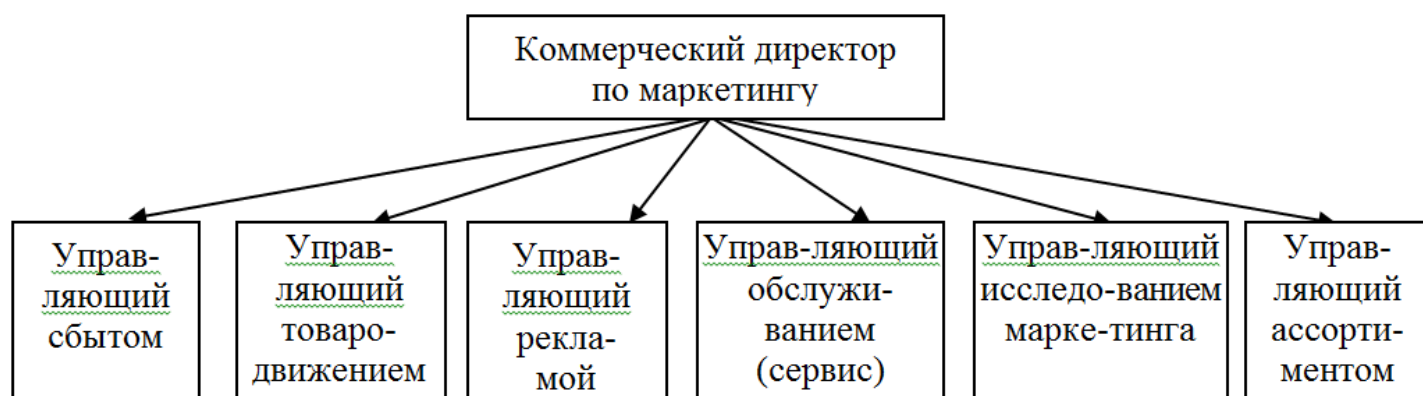 Коммерческий директор
по маркетингу
Управ-
ляющий
сбытом
Управ-
ляющий
товаро-
движением
Управ-
ляющий
рекла-
мой
Управ-ляющий
обслужи-
ванием
(сервис)
Управ-ляющий
исследо-ванием
марке-тинга
Управ-
ляющий
ассорти-
ментом